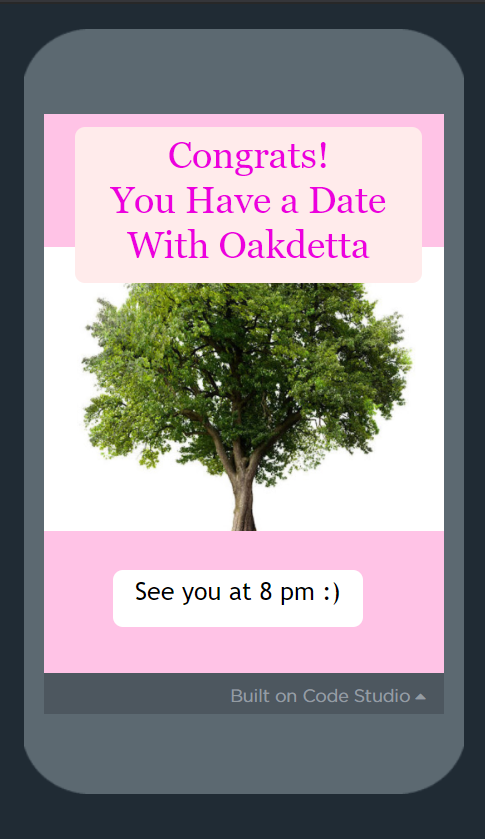 Congrats!
You Have a Date
With Oakdetta
See you at 8 pm :)
Built on Code Studio